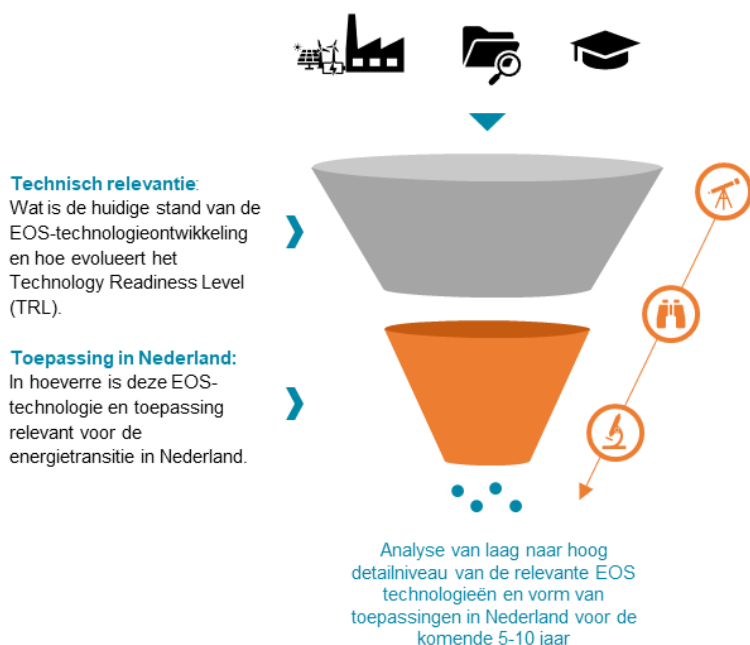 Technisch relevantie:
Wat is de huidige stand van de
EOS-technologieontwikkeling
en hoe evolueert het
Technology Readiness Level
(TRL).
Toepassing in Nederland:
In hoeverre is deze EOS-
technologie en toepassing
relevant voor de
energietransitie in Nederland.
Analyse van laag naar hoog
detailniveau van de relevante EOS
technologieën en vorm van
toepassingen in Nederland voor de
komende 5-10 jaar